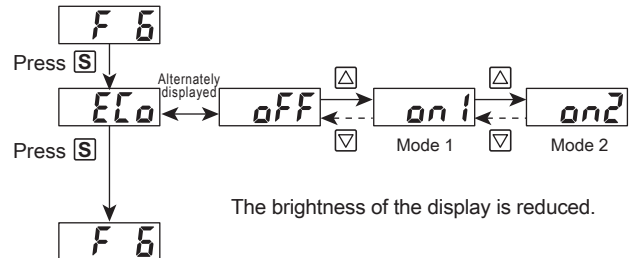 F 6
Press S
Alternately
displayed
ECo
oFF
on1
on2
Mode 1
Mode 2
Press S
The brightness of the display is reduced.
F 6